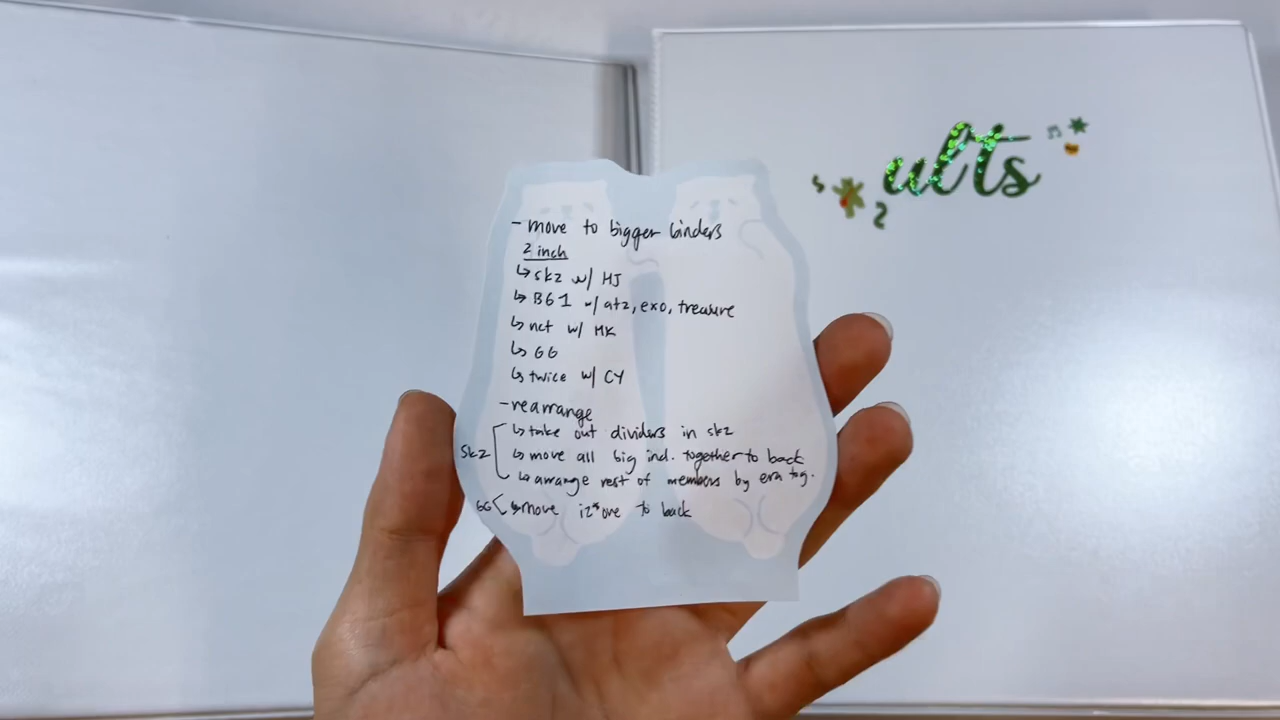 ults
- move to bigger binders
2 inch
↳ skz w/ HJ
↳ BG1 w/ atz, exo, treasure
↳ nct w/ MK
↳ GG
↳ twice w/ CY
- rearrange
↳ take out dividers in skz
SKZ ↳ move all big ind. together to back
↳ arrange rest of members by era tog.
GG ↳ move iz*one to back